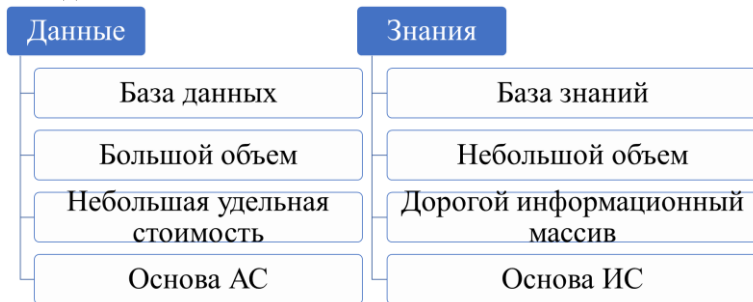 Данные
База данных
Большой объем
Небольшая удельная
стоимость
Основа АС
Знания
База знаний
Небольшой объем
Дорогой информационный
массив
Основа ИС